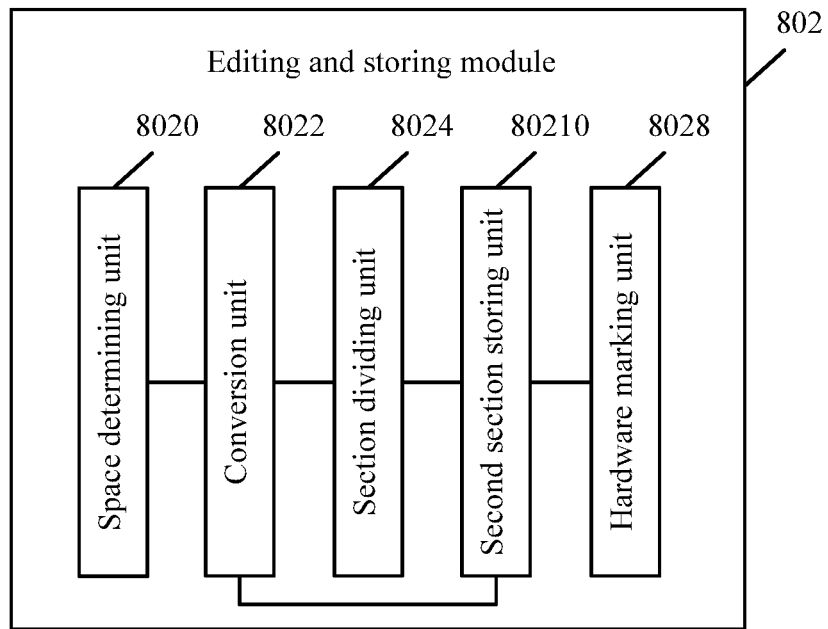 802
Editing and storing module
8020
8022
8024
80210
8028
Space determining unit
Conversion unit
Section dividing unit
Second section storing unit
Hardware marking unit